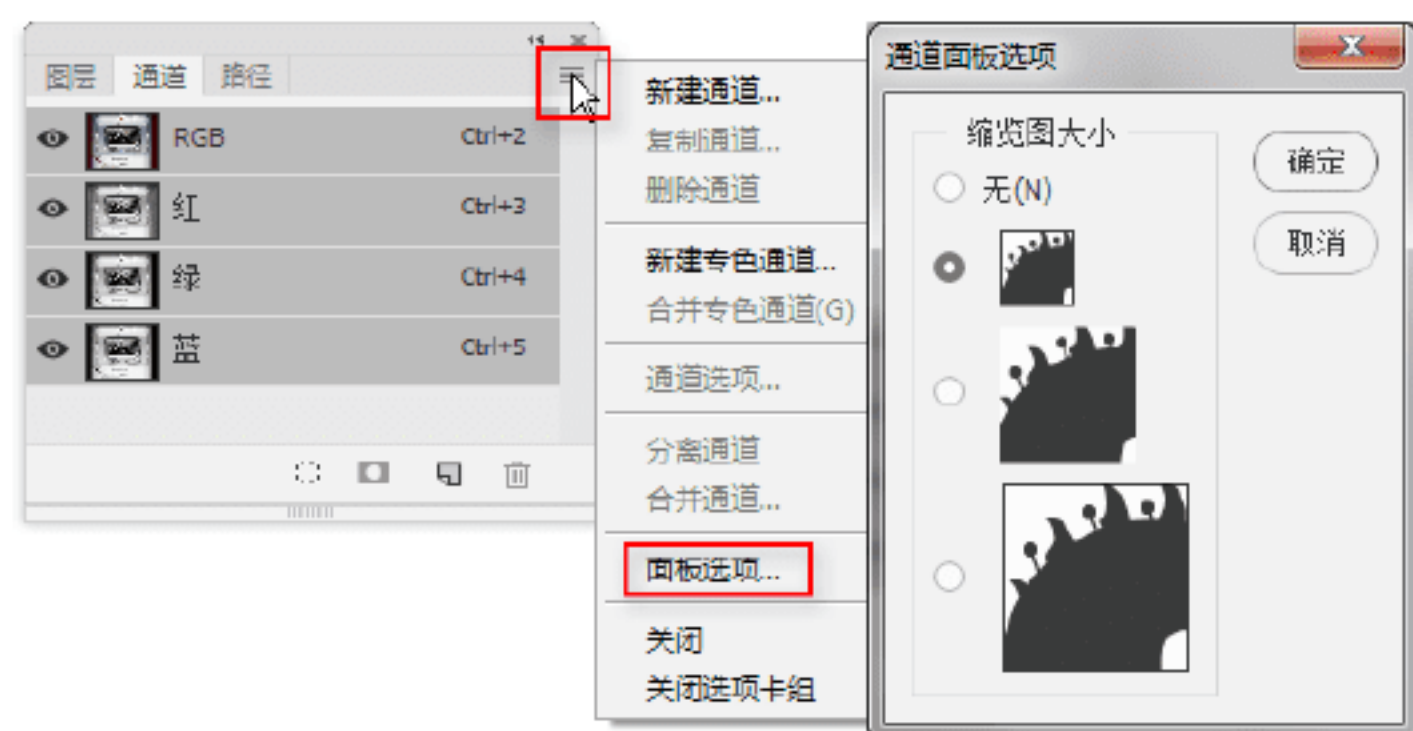 图层 通道 路径
RGB Ctrl+2
红 Ctrl+3
绿 Ctrl+4
蓝 Ctrl+5
新建通道...
复制通道...
删除通道
新建专色通道...
合并专色通道(G)
通道选项...
分离通道
合并通道...
面板选项...
关闭
关闭选项卡组
通道面板选项
缩览图大小
无(N)
确定
取消